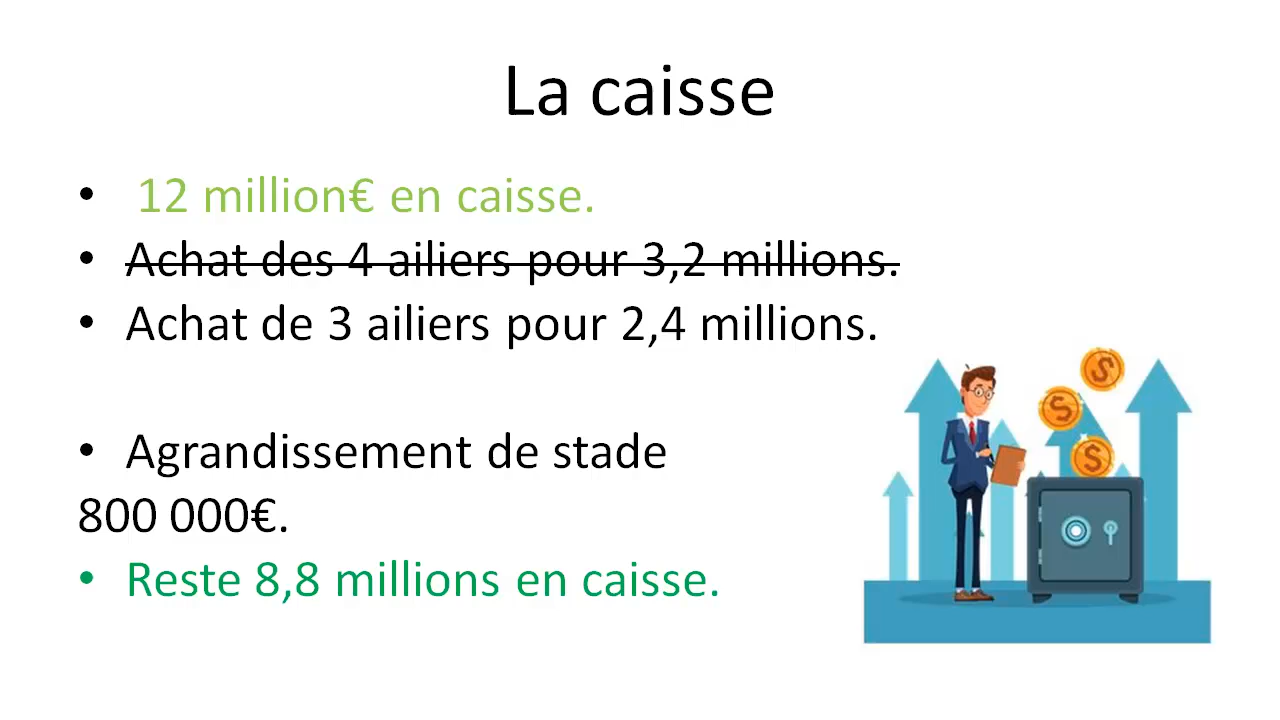 La caisse
• 12 million€ en caisse.
• Achat des 4 ailiers pour 3,2 millions.
• Achat de 3 ailiers pour 2,4 millions.
• Agrandissement de stade
800 000€.
• Reste 8,8 millions en caisse.